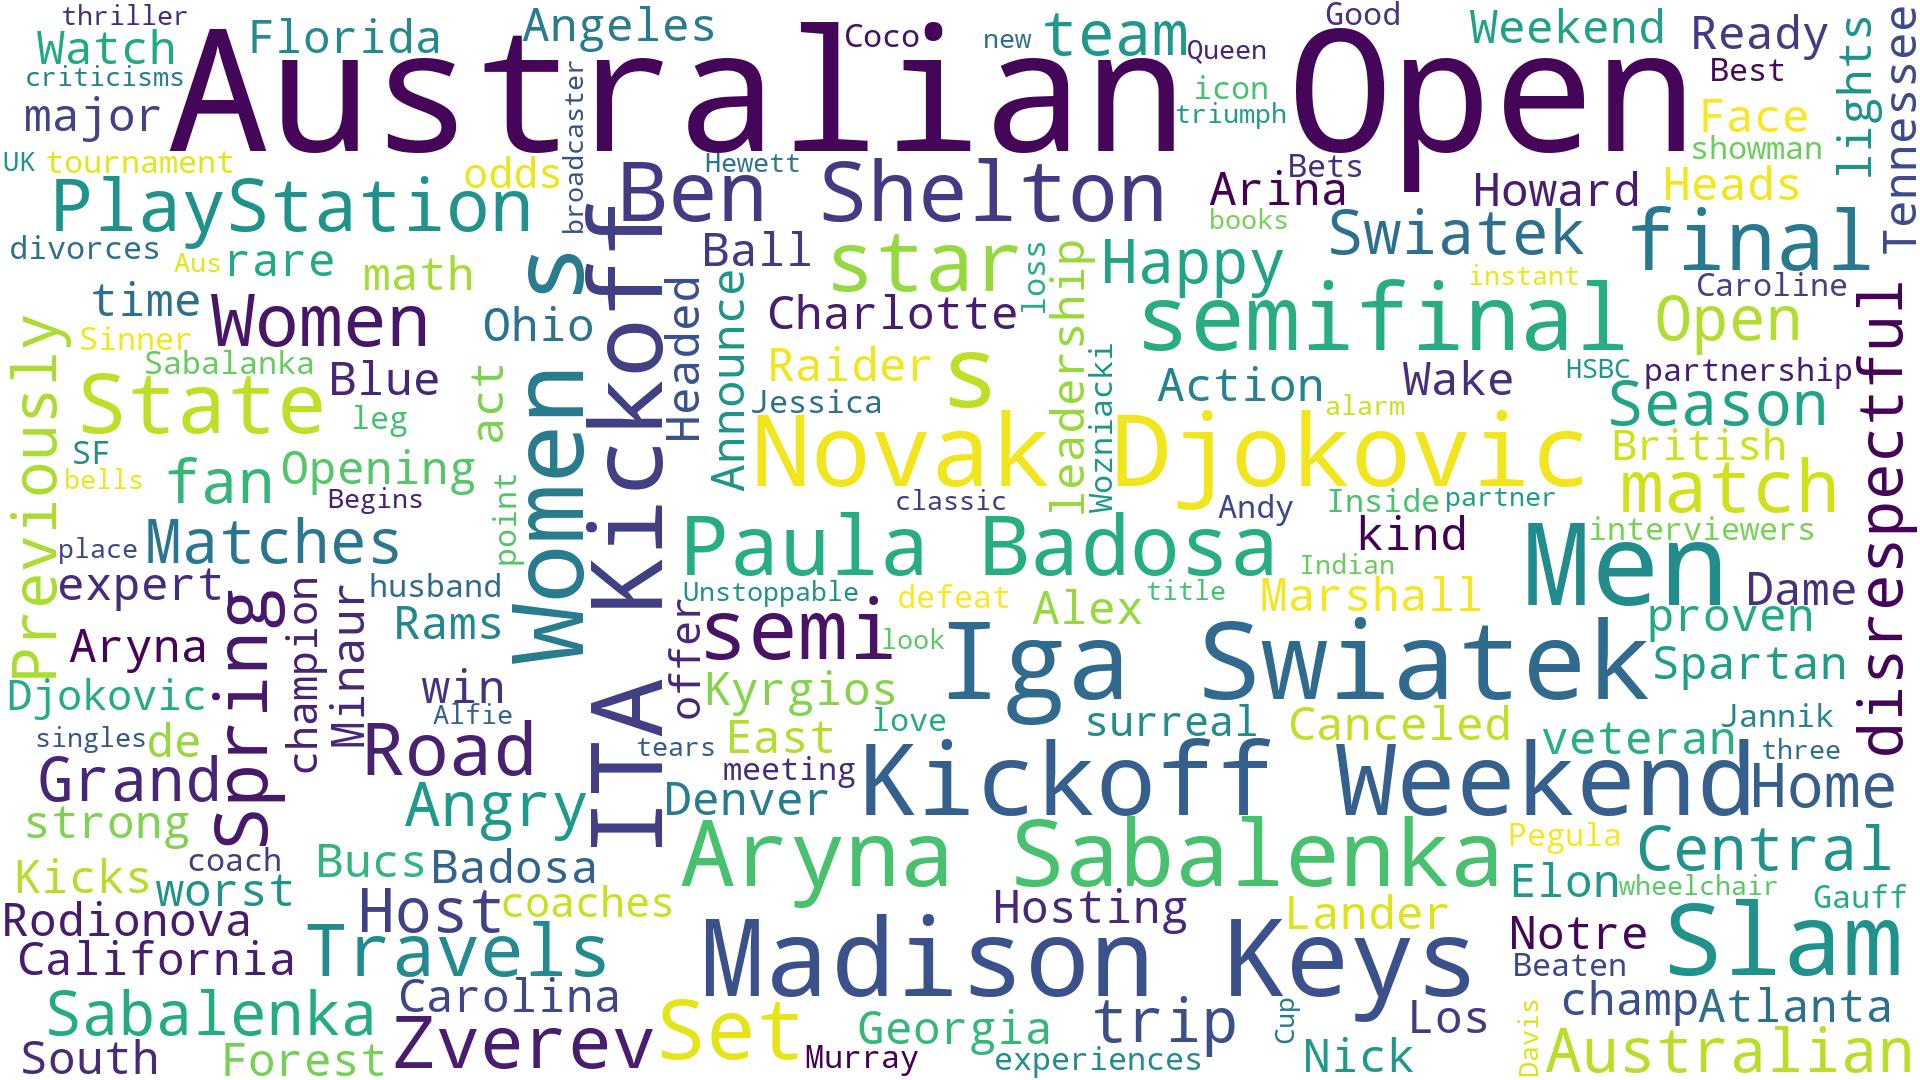 thriller
Florida
Angeles
Coco
new
team
Queen
Good
Weekend
Ready
Tennessee
Watch
Australian Open
criticisms
major
broadcaster
icon
triumph
Best
Face
lights
showman
UK
tournament
odds
Hewett
Bets
PlayStation
Ben Shelton
Arina
Howard
Heads
books
Swiatek
final
divorces
Aus
rare
math
Women s
ITA Kickoff
Ball
star
loss
leadership
Happy
instant
Caroline
time
Women
Ohio
Headed
Announce
Charlotte
semifinal
Open
disrespectful
Previously
Sinner
Sabalanka
Blue
act
Raider
s
Wozniacki
Action
Wake
HSBC
partnership
State
leg
Jessica
alarm
Season
SF
bells
fan
Opening
Novak Djokovic
British
match
Begins
point
classic
Andy
Inside
partner
Matches
place
Paula Badosa
kind
interviewers
Men
expert
Spring
champion
Minaur
husband
Unstoppable
defeat
Indian
Alex
title
Marshall
Dame
Rams
offer
semi
look
Iga Swiatek
proven
Aryna
Spartan
Djokovic
win
Kyrgios
Alfie
love
surreal
Canceled
veteran
Jannik
singles
de
Road
tears
East
three
Grand
meeting
Denver
Kickoff Weekend
Home
strong
Angry
Aryna Sabalenka
Pegula
Central
coach
Bucs
Badosa
Kicks
worst
Elon
wheelchair
Gauff
Rodionova
Host
coaches
Hosting
Lander
Notre
Slam
California
Travels
Madison Keys
Beaten
Sabalenka
Carolina
Set
Georgia
trip
Cup
Los
Davis
champ
Atlanta
South
Forest
Zverev
Murray
experiences
Nick
Australian